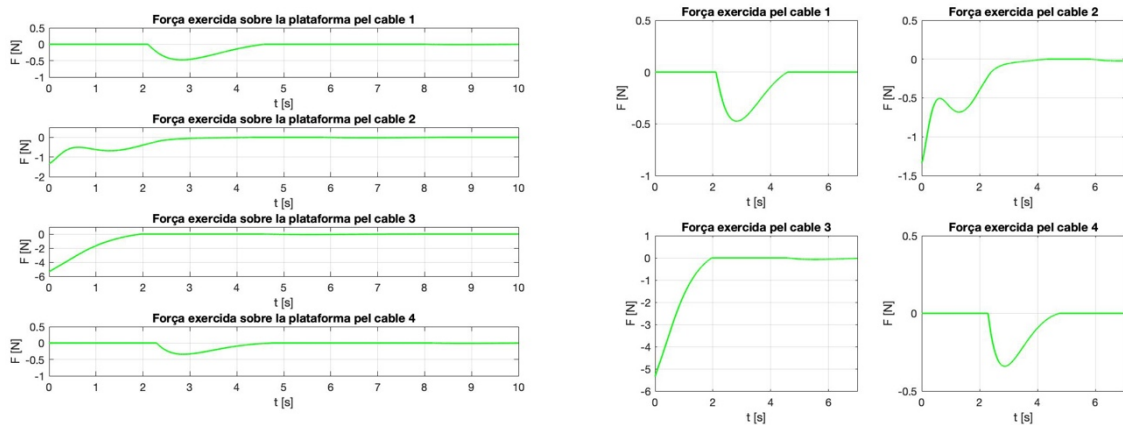 Força exercida sobre la plataforma pel cable 1
F [N]
0.5
0
-0.5
-1
0 1 2 3 4 5 6 7 8 9 10
t [s]
Força exercida sobre la plataforma pel cable 2
F [N]
0
-1
-2
0 1 2 3 4 5 6 7 8 9 10
t [s]
Força exercida sobre la plataforma pel cable 3
F [N]
0
-2
-4
-6
0 1 2 3 4 5 6 7 8 9 10
t [s]
Força exercida sobre la plataforma pel cable 4
F [N]
0.5
0
-0.5
-1
0 1 2 3 4 5 6 7 8 9 10
t [s]
Força exercida pel cable 1
F [N]
0.5
0
-0.5
-1
0 2 4 6
t [s]
Força exercida pel cable 2
F [N]
0.5
0
-0.5
-1
-1.5
0 2 4 6
t [s]
Força exercida pel cable 3
F [N]
1
0
-1
-2
-3
-4
-5
-6
0 2 4 6
t [s]
Força exercida pel cable 4
F [N]
0.5
0
-0.5
0 2 4 6
t [s]